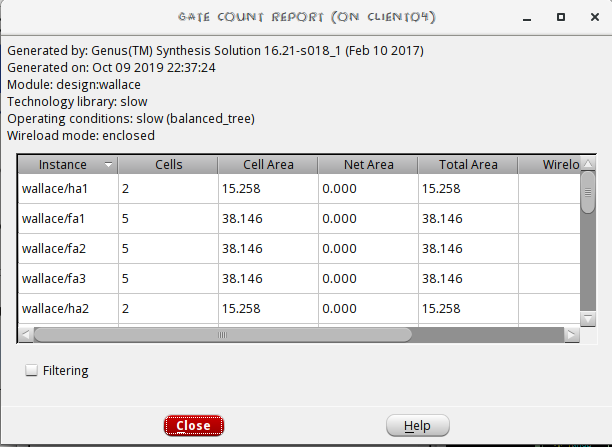 GATE COUNT REPORT (ON CLIENT04)
Generated by: Genus(TM) Synthesis Solution 16.21-s018_1 (Feb 10 2017)
Generated on: Oct 09 2019 22:37:24
Module: design:wallace
Technology library: slow
Operating conditions: slow (balanced_tree)
Wireload mode: enclosed
Instance Cells Cell Area Net Area Total Area Wirelo
wallace/ha1 2 15.258 0.000 15.258
wallace/fa1 5 38.146 0.000 38.146
wallace/fa2 5 38.146 0.000 38.146
wallace/fa3 5 38.146 0.000 38.146
wallace/ha2 2 15.258 0.000 15.258
Filtering
Close Help